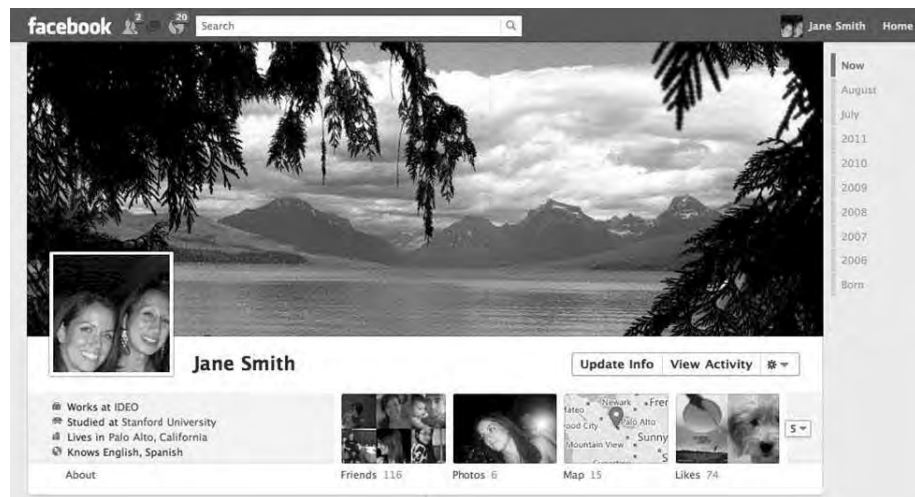 facebook 2 20 Search Jane Smith Home
Now
August
July
2011
2010
2009
2008
2007
2006
Born
Jane Smith
Update Info View Activity
Works at IDEO
Studied at Stanford University
Lives in Palo Alto, California
Knows English, Spanish
About
Newark
Palo Alto
Mountain View
Sunny
5
Friends 116
Photos 6
Map 15
Likes 74